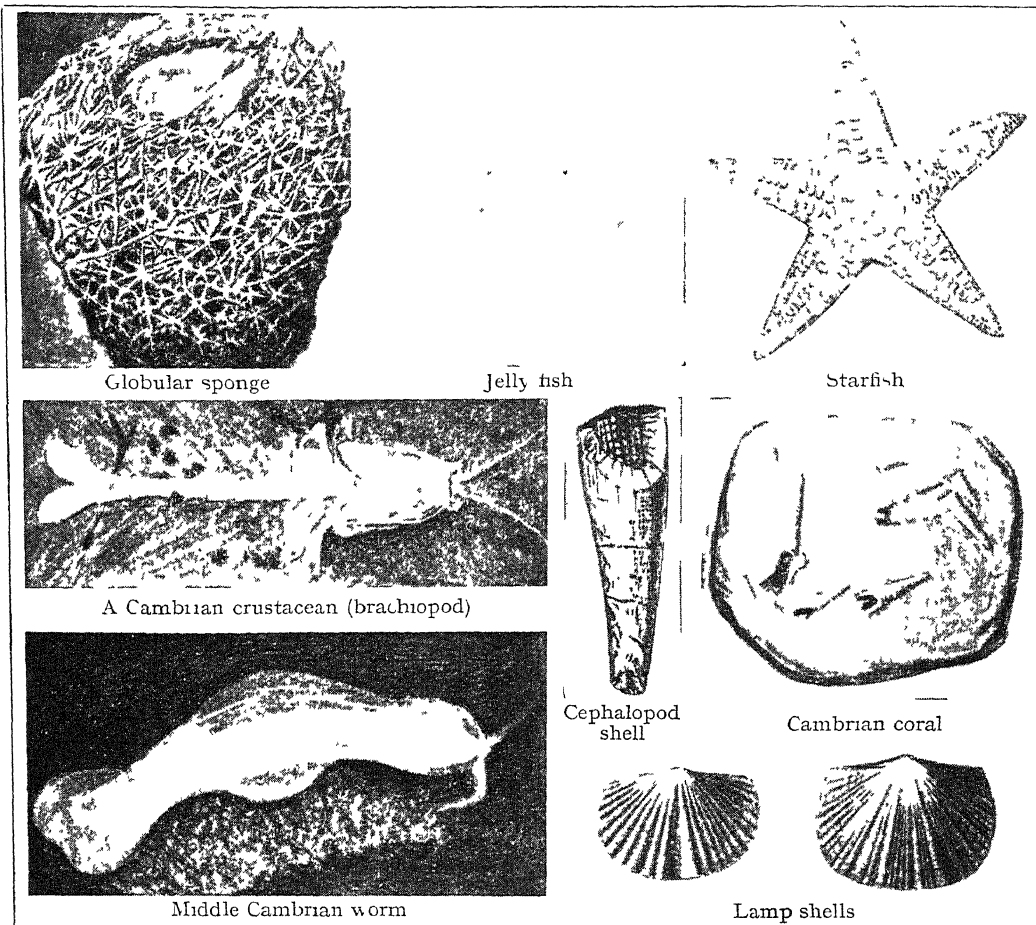 Globular sponge
Jelly fish
Starfish
A Cambrian crustacean (brachiopod)
Cephalopod
shell
Cambrian coral
Middle Cambrian worm
Lamp shells